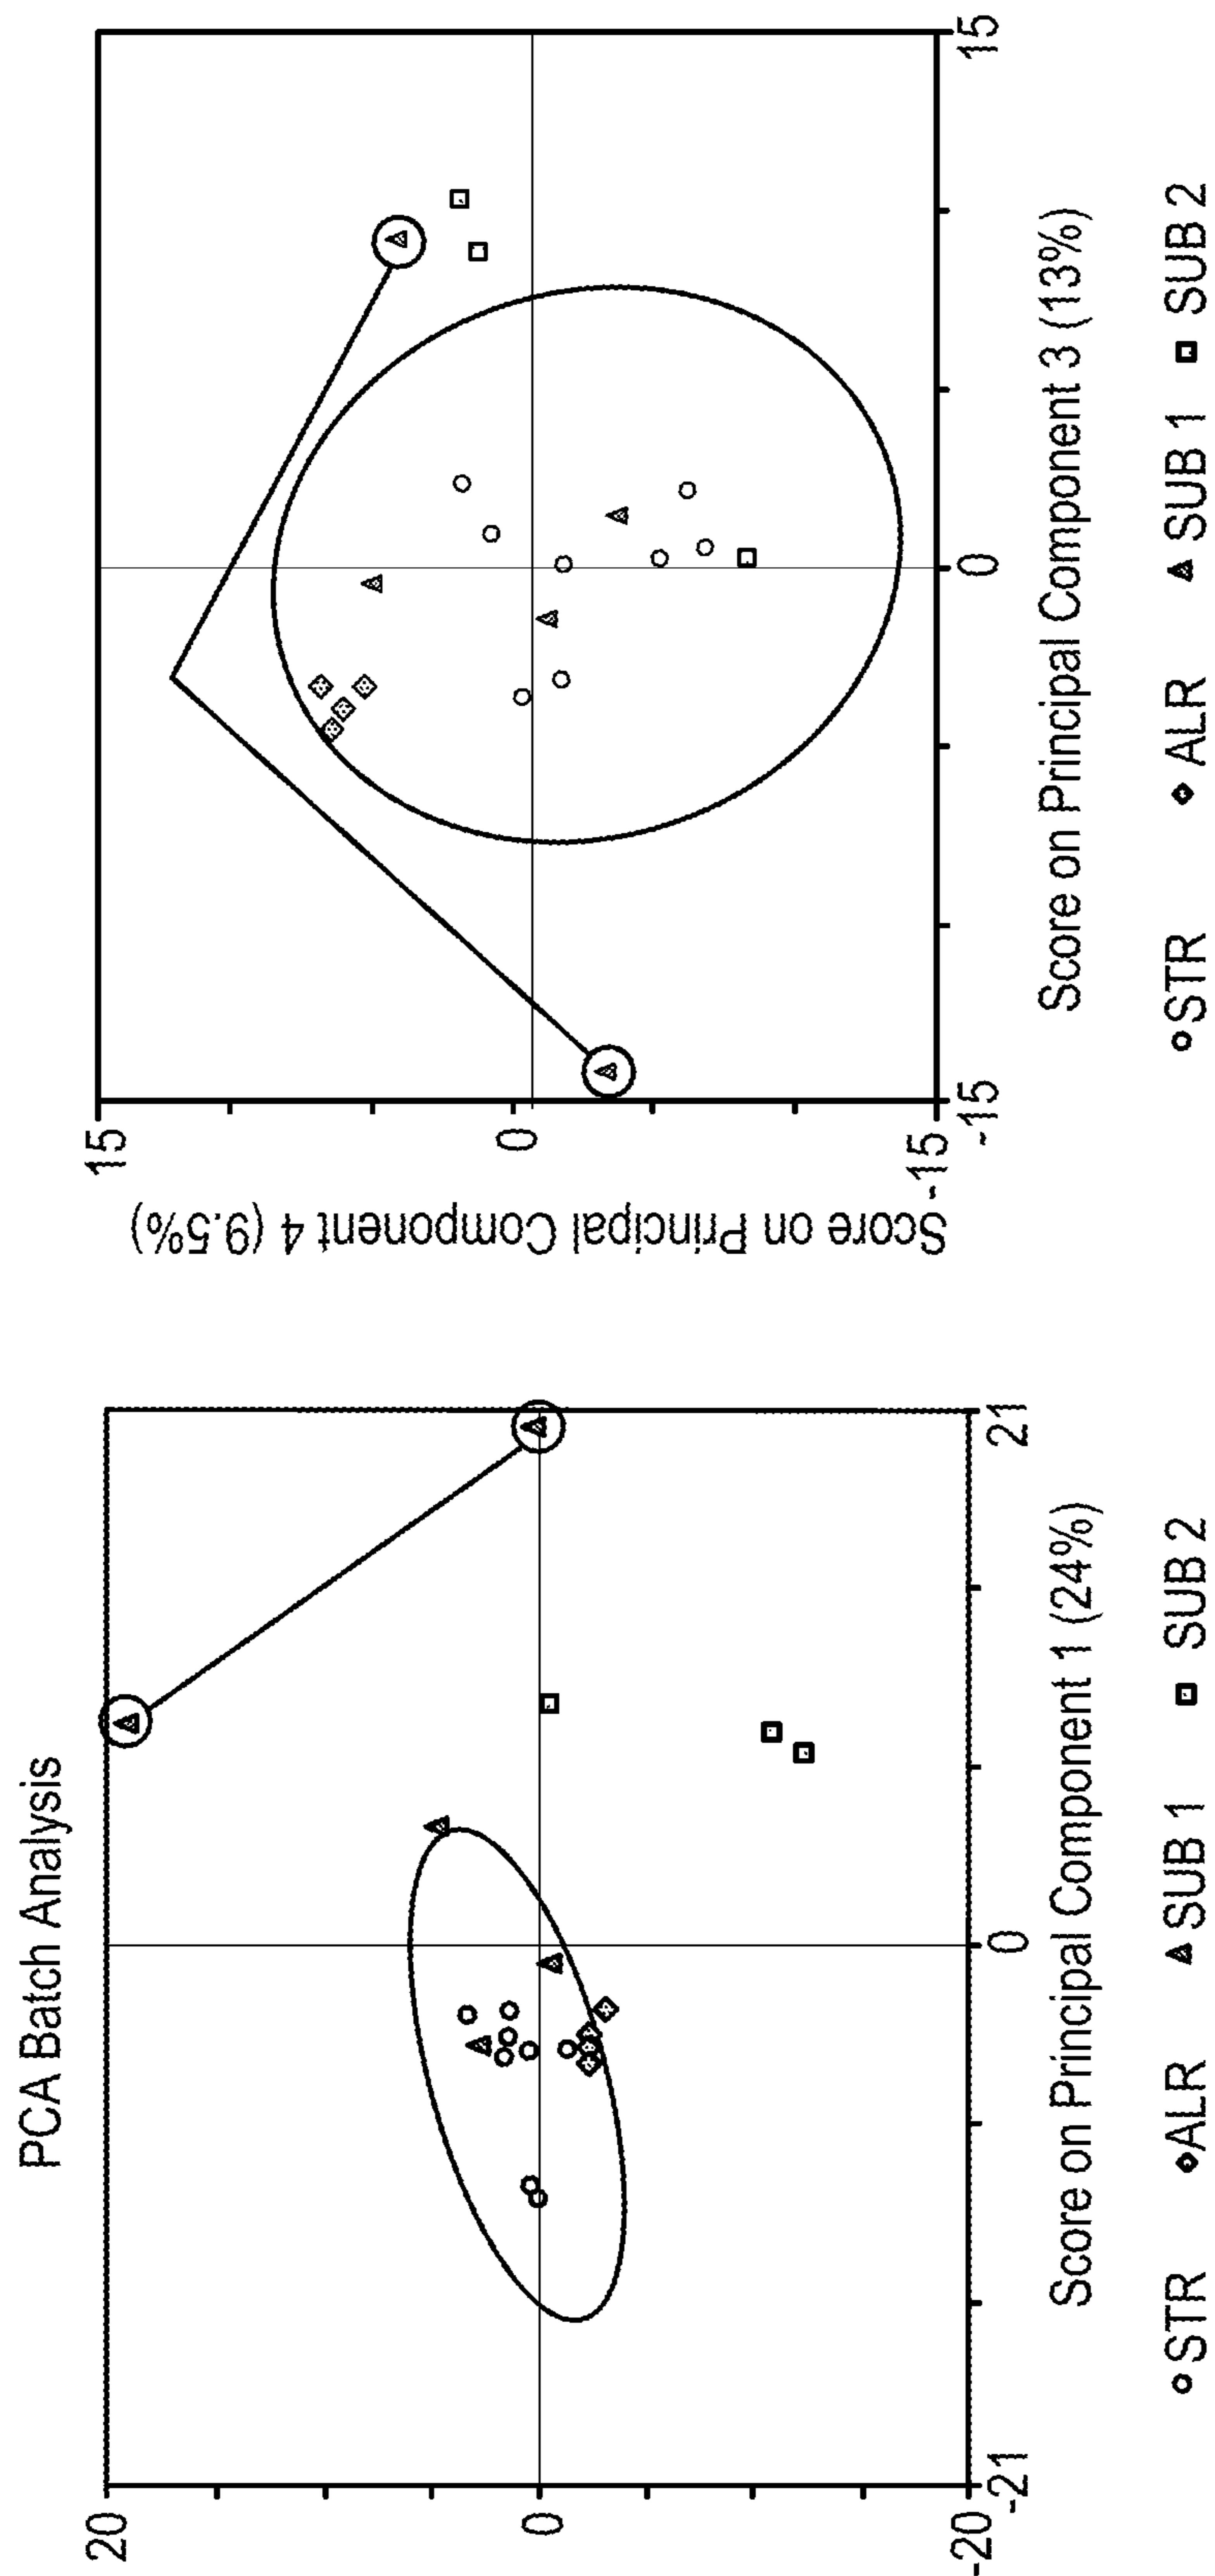 PCA Batch Analysis
20
0
-20
-21
0
21
Score on Principal Component 1 (24%)
STR ALR SUB 1 SUB 2
Score on Principal Component 4 (9.5%)
15
0
-15
-15
0
15
Score on Principal Component 3 (13%)
STR ALR SUB 1 SUB 2